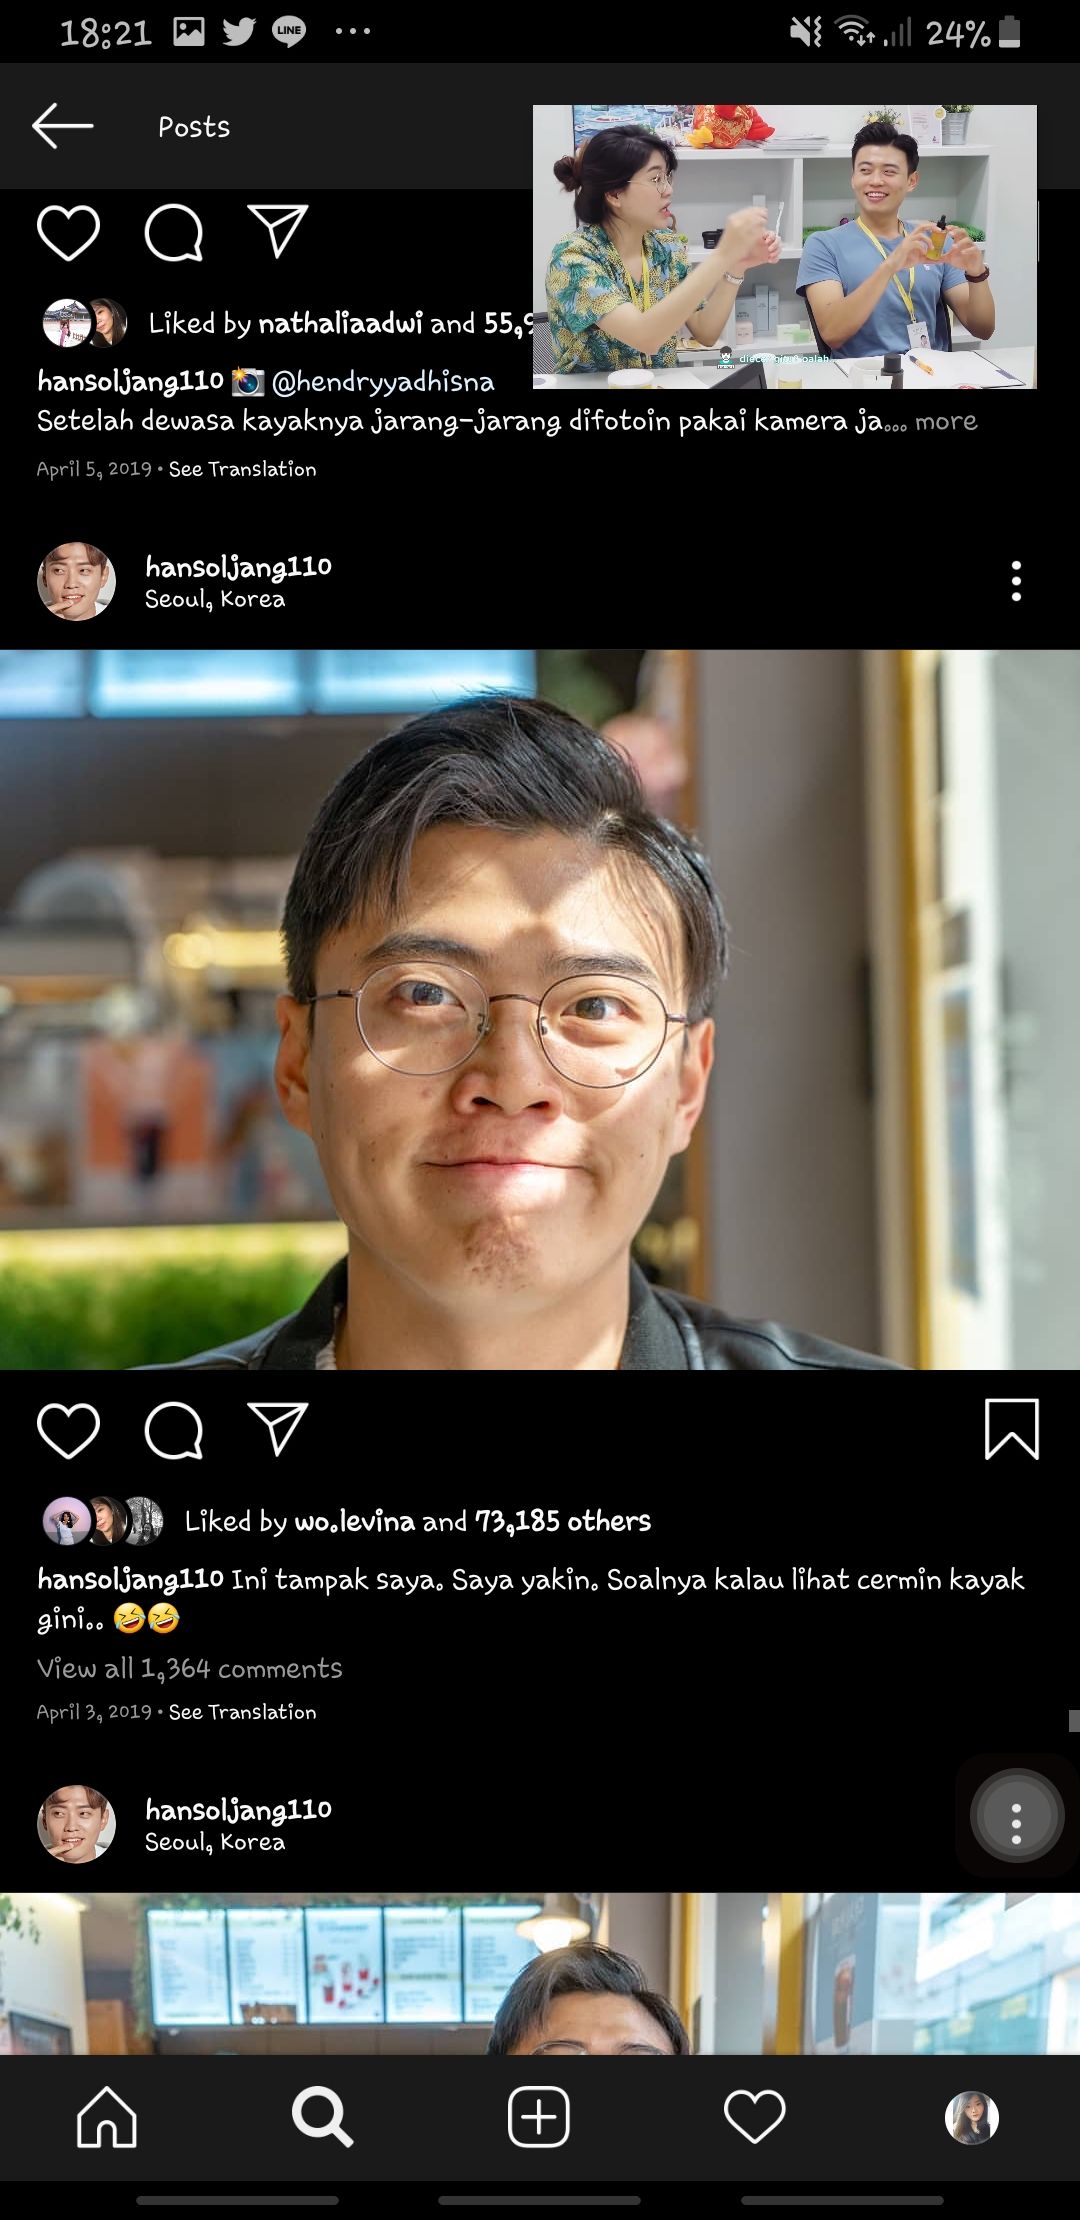 18:21
LINE
24%
Posts
Liked by nathaliaadwi and 55,9
hansoljang110 📸 @hendryyadhisna
Setelah dewasa kayaknya jarang-jarang difotoin pakai kamera ja... more
April 5, 2019 • See Translation
hansoljang110
Seoul, Korea
Liked by wo.levina and 73,185 others
hansoljang110 Ini tampak saya. Saya yakin. Soalnya kalau lihat cermin kayak
gini.. 🤣🤣
View all 1,364 comments
April 3, 2019 • See Translation
hansoljang110
Seoul, Korea